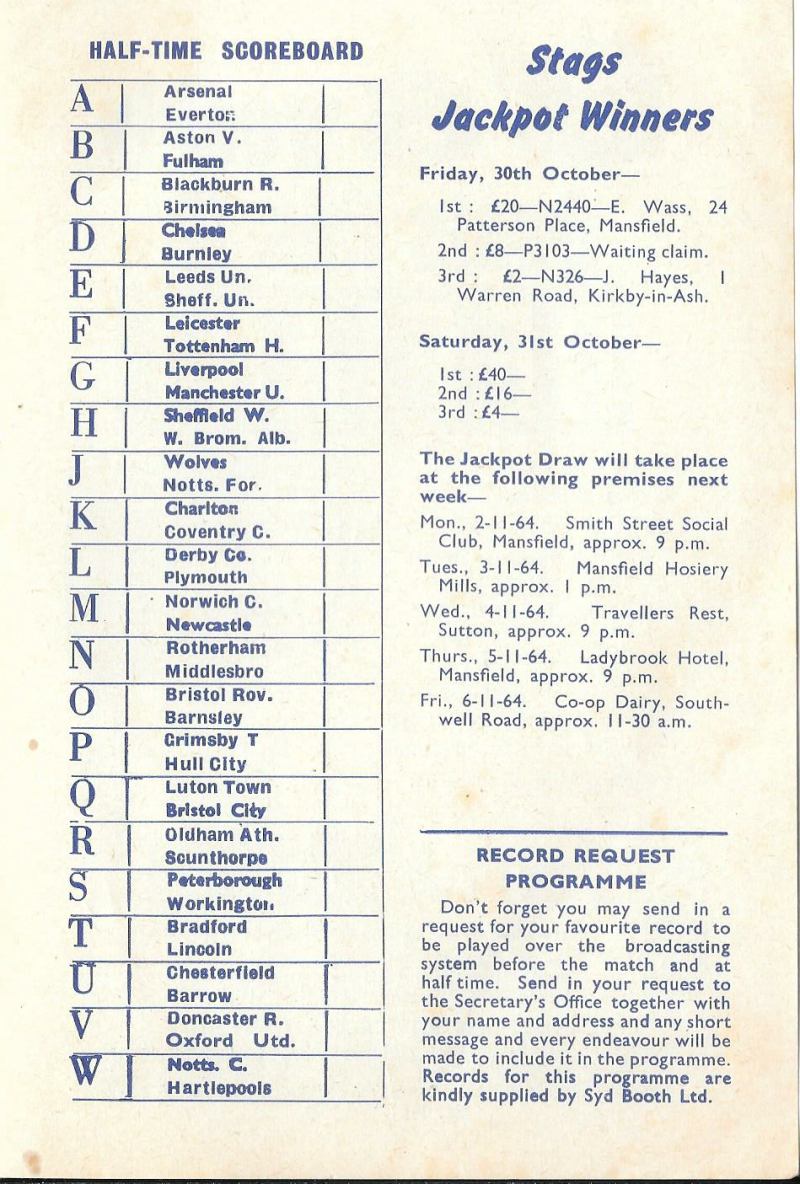 HALF-TIME SCOREBOARD
A
Arsenal
Everton
B
Aston V.
Fulham
C
Blackburn R.
Birmingham
D
Chelsea
Burnley
E
Leeds Un.
Sheff. Un.
F
Leicester
Tottenham H.
G
Liverpool
Manchester U.
H
Sheffield W.
W. Brom. Alb.
J
Wolves
Notts. For.
K
Charlton
Coventry C.
L
Derby Co.
Plymouth
M
Norwich C.
Newcastle
N
Rotherham
Middlesbro
O
Bristol Rov.
Barnsley
P
Grimsby T
Hull City
Q
Luton Town
Bristol City
R
Oldham Ath.
Scunthorpe
S
Peterborough
Workington
T
Bradford
Lincoln
U
Chesterfield
Barrow
V
Doncaster R.
Oxford Utd.
W
Notts. C.
Hartlepools
Stags
Jackpot Winners
Friday, 30th October—
1st : £20—N2440—E. Wass, 24
Patterson Place, Mansfield.
2nd : £8—P3103—Waiting claim.
3rd : £2—N326—J. Hayes, 1
Warren Road, Kirkby-in-Ash.
Saturday, 31st October—
1st : £40—
2nd : £16—
3rd : £4—
The Jackpot Draw will take place
at the following premises next
week—
Mon., 2-11-64. Smith Street Social
Club, Mansfield, approx. 9 p.m.
Tues., 3-11-64. Mansfield Hosiery
Mills, approx. 1 p.m.
Wed., 4-11-64. Travellers Rest,
Sutton, approx. 9 p.m.
Thurs., 5-11-64. Ladybrook Hotel,
Mansfield, approx. 9 p.m.
Fri., 6-11-64. Co-op Dairy, South-
well Road, approx. 11-30 a.m.
RECORD REQUEST
PROGRAMME
Don't forget you may send in a
request for your favourite record to
be played over the broadcasting
system before the match and at
half time. Send in your request to
the Secretary's Office together with
your name and address and any short
message and every endeavour will be
made to include it in the programme.
Records for this programme are
kindly supplied by Syd Booth Ltd.